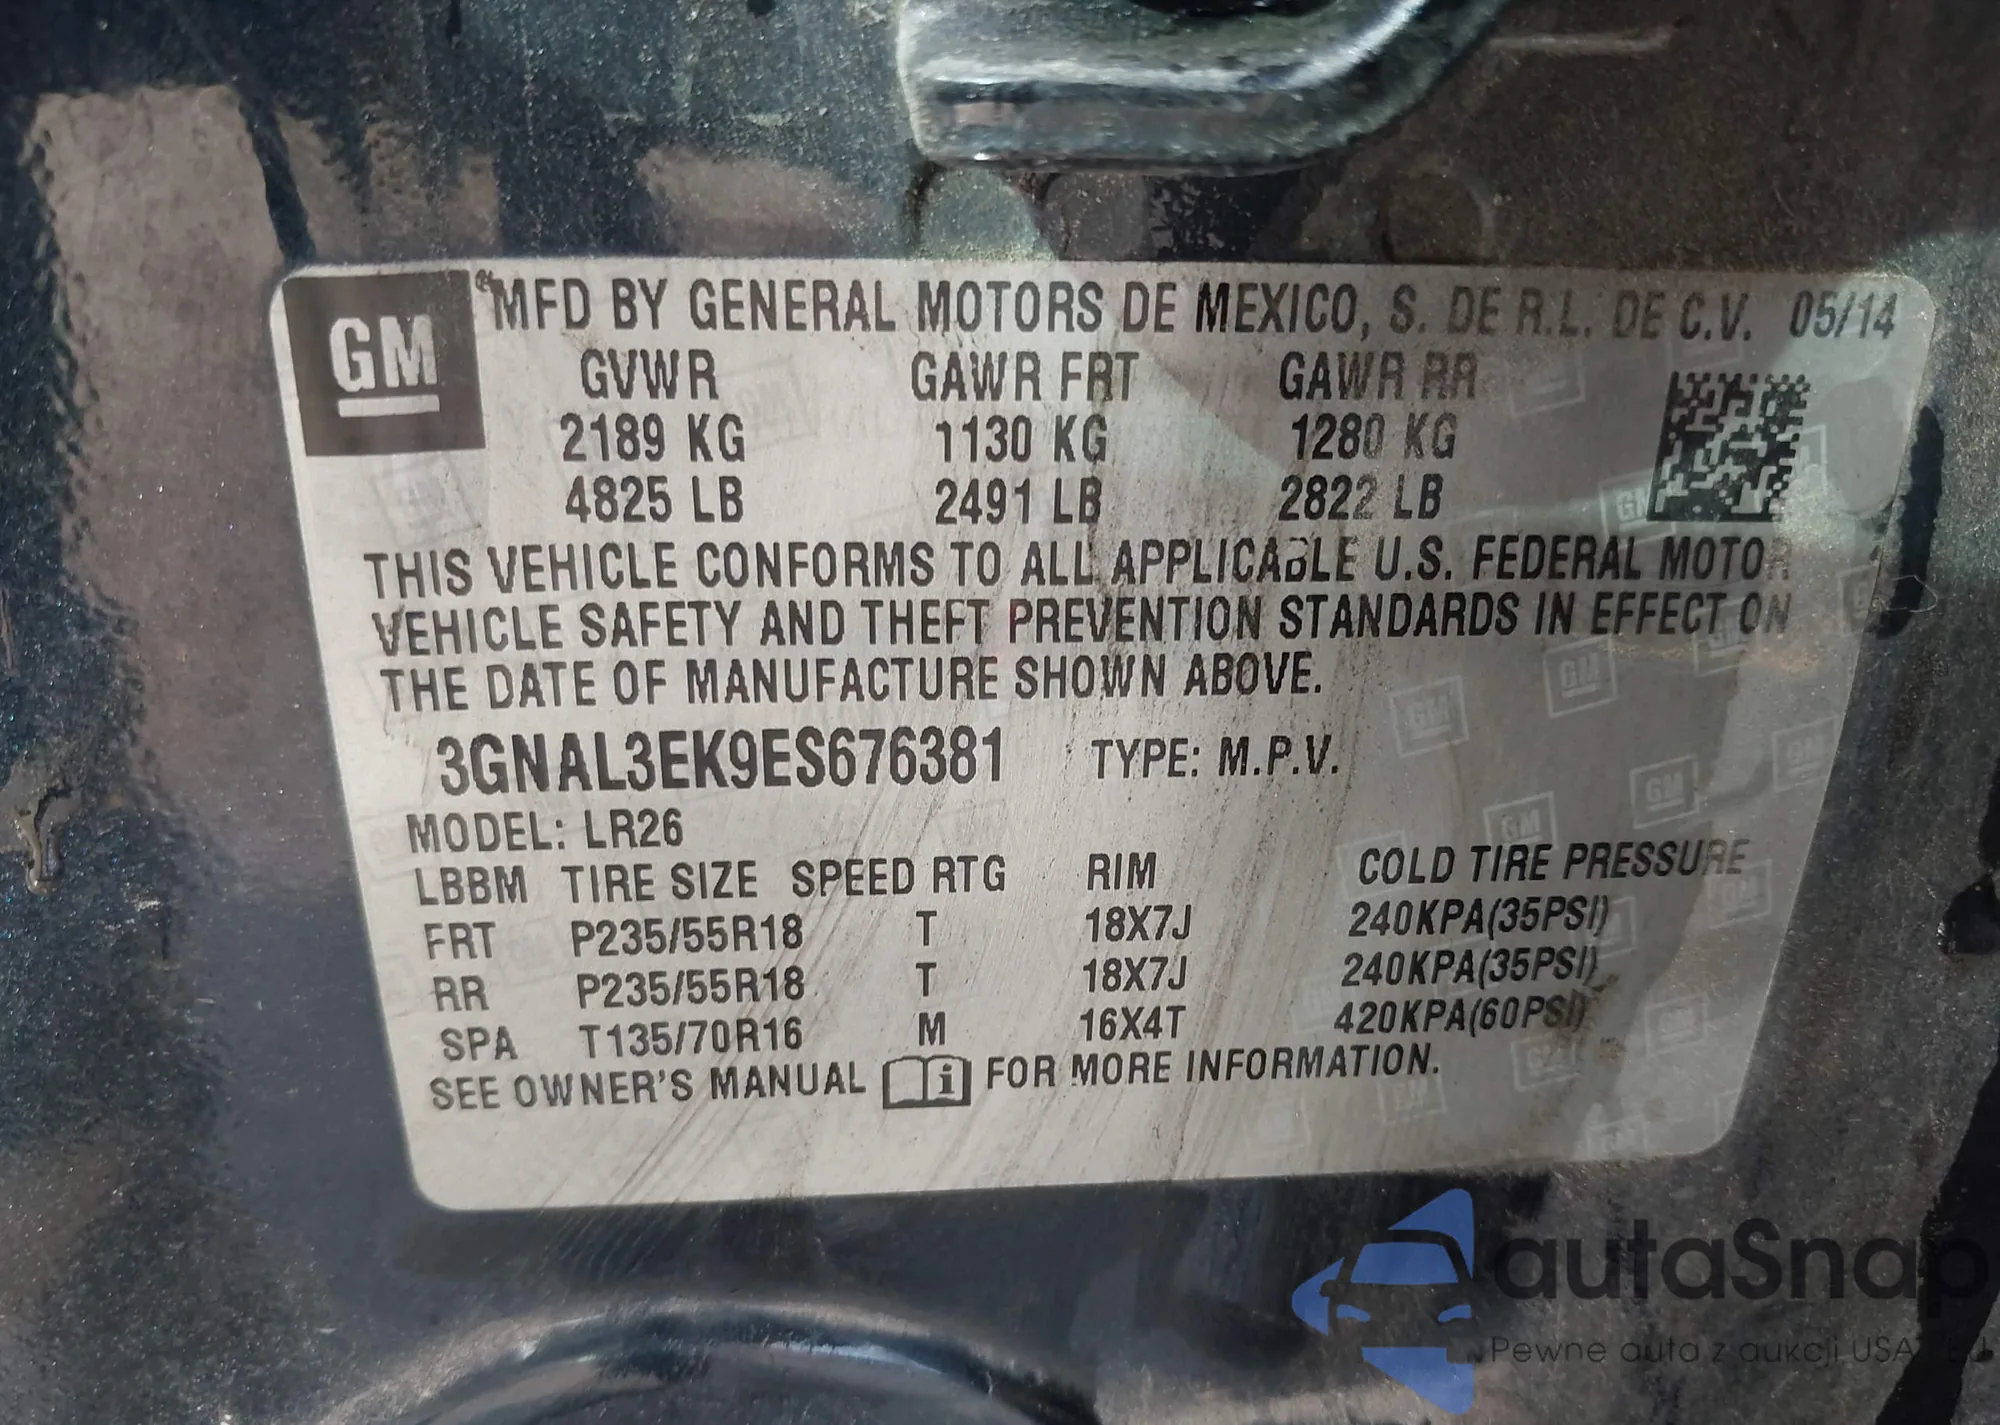 GM
MFD BY GENERAL MOTORS DE MEXICO, S. DE R.L. DE C.V. 05/14
GVWR GAWR FRT GAWR RR
2189 KG 1130 KG 1280 KG
4825 LB 2491 LB 2822 LB
THIS VEHICLE CONFORMS TO ALL APPLICABLE U.S. FEDERAL MOTOR
VEHICLE SAFETY AND THEFT PREVENTION STANDARDS IN EFFECT ON
THE DATE OF MANUFACTURE SHOWN ABOVE.
3GNAL3EK9ES676381 TYPE: M.P.V.
MODEL: LR26
LBBM TIRE SIZE SPEED RTG RIM COLD TIRE PRESSURE
FRT P235/55R18 T 18X7J 240KPA(35PSI)
RR P235/55R18 T 18X7J 240KPA(35PSI)
SPA T135/70R16 M 16X4T 420KPA(60PSI)
SEE OWNER'S MANUAL i FOR MORE INFORMATION.
autaSnap
Pewne auta z aukcji USA